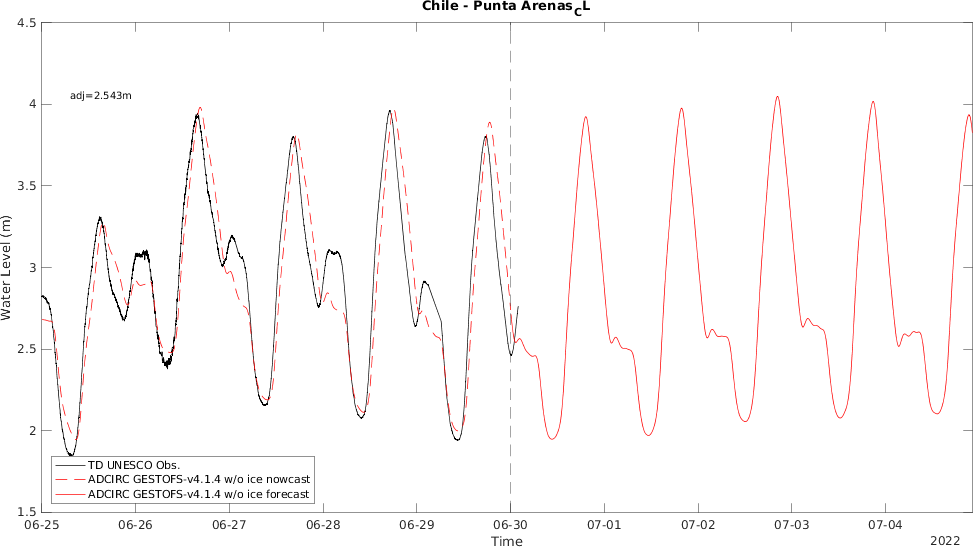 Chile - Punta Arenas_CL
4.5
4
3.5
3
2.5
2
1.5
Water Level (m)
adj=2.543m
TD UNESCO Obs.
ADCIRC GESTOFS-v4.1.4 w/o ice nowcast
ADCIRC GESTOFS-v4.1.4 w/o ice forecast
06-25 06-26 06-27 06-28 06-29 06-30 07-01 07-02 07-03 07-04
Time
2022